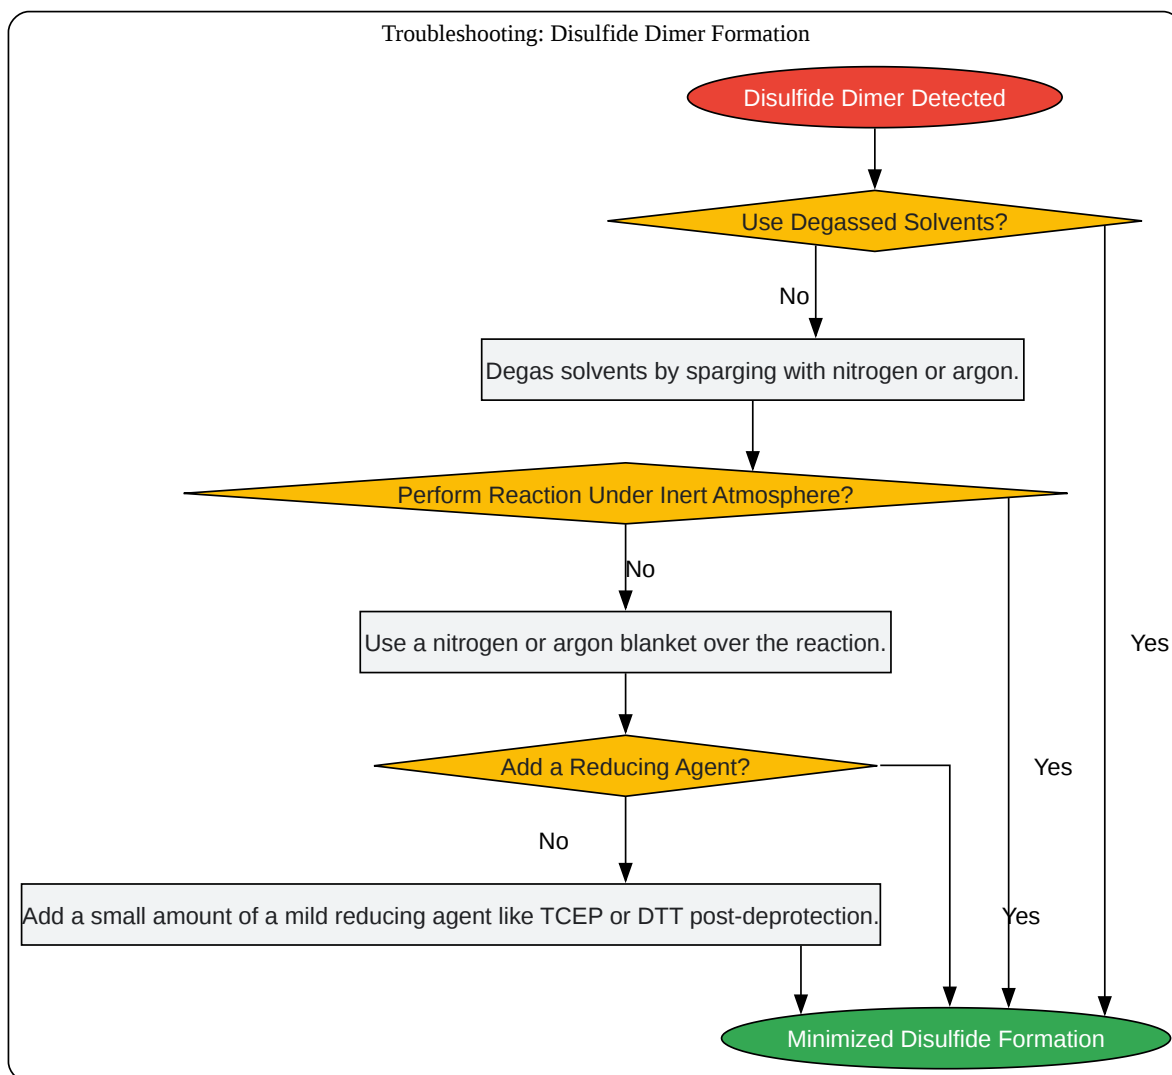 Troubleshooting: Disulfide Dimer Formation
Disulfide Dimer Detected
Use Degassed Solvents?
No
Degas solvents by sparging with nitrogen or argon.
Perform Reaction Under Inert Atmosphere?
No
Use a nitrogen or argon blanket over the reaction.
Yes
Add a Reducing Agent?
Yes
No
Add a small amount of a mild reducing agent like TCEP or DTT post-deprotection.
Yes
Minimized Disulfide Formation